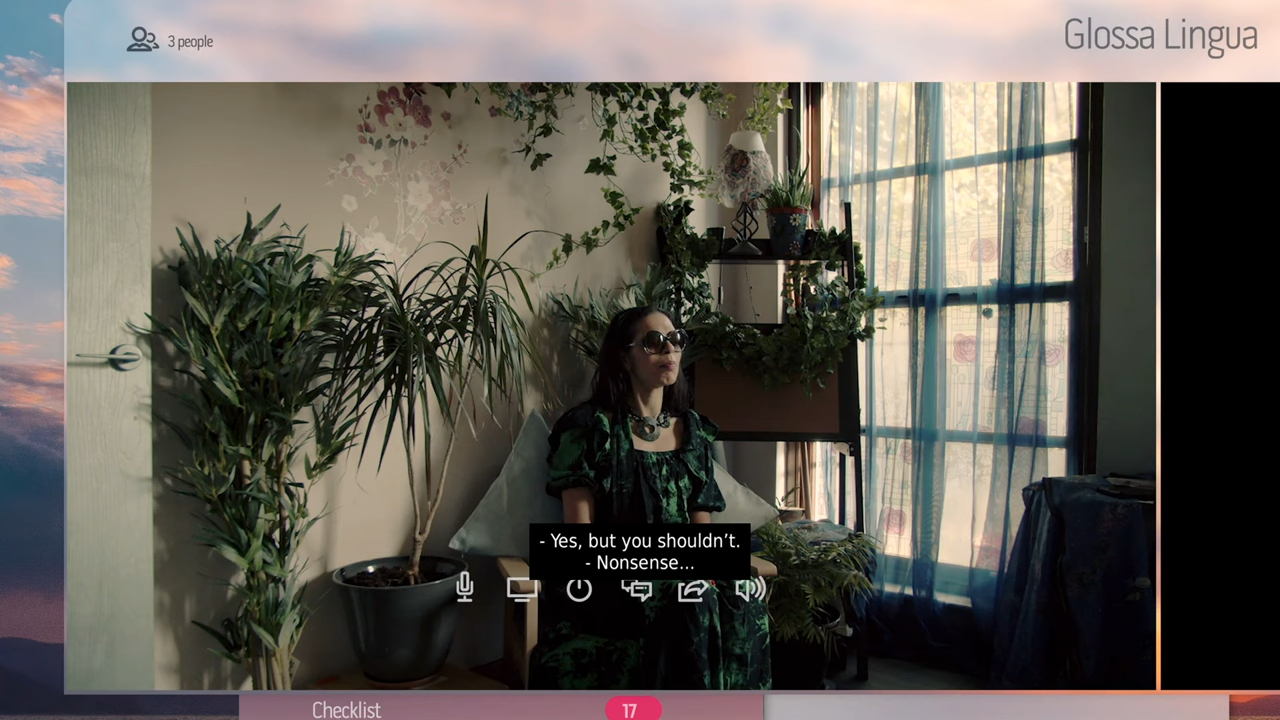 3 people
Glossa Lingua
- Yes, but you shouldn't.
- Nonsense...
Checklist
17